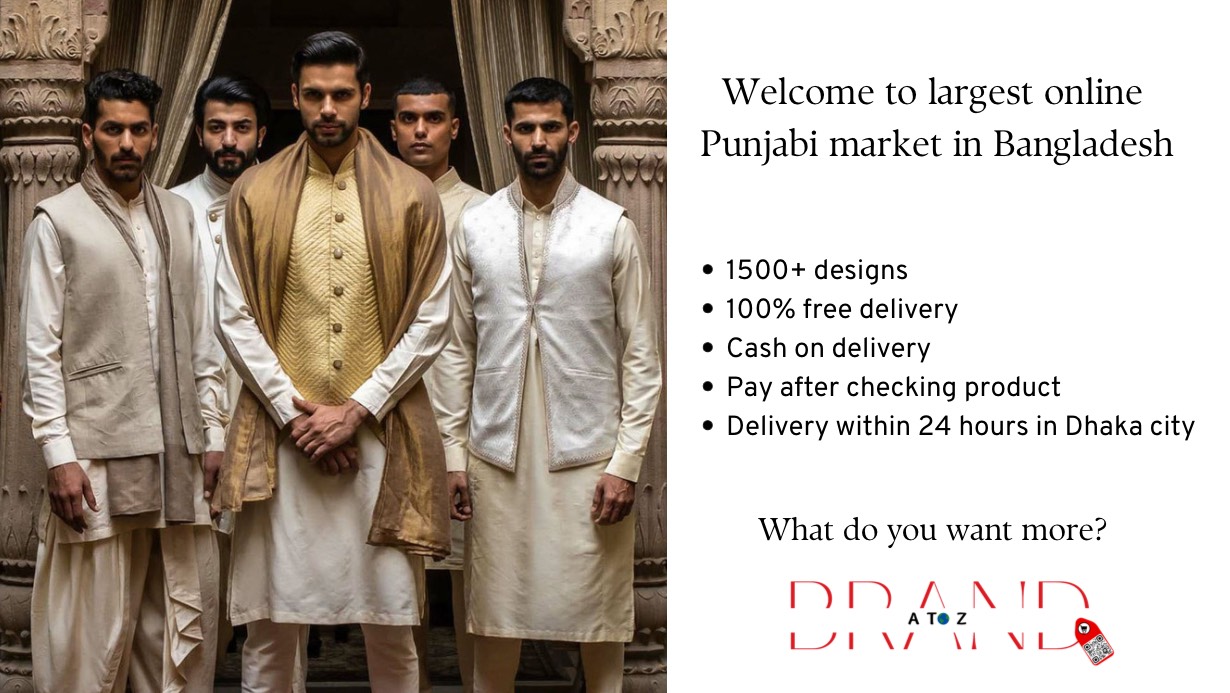 Welcome to largest online
Punjabi market in Bangladesh
• 1500+ designs
• 100% free delivery
• Cash on delivery
• Pay after checking product
• Delivery within 24 hours in Dhaka city
What do you want more?
BRAND
A TO Z